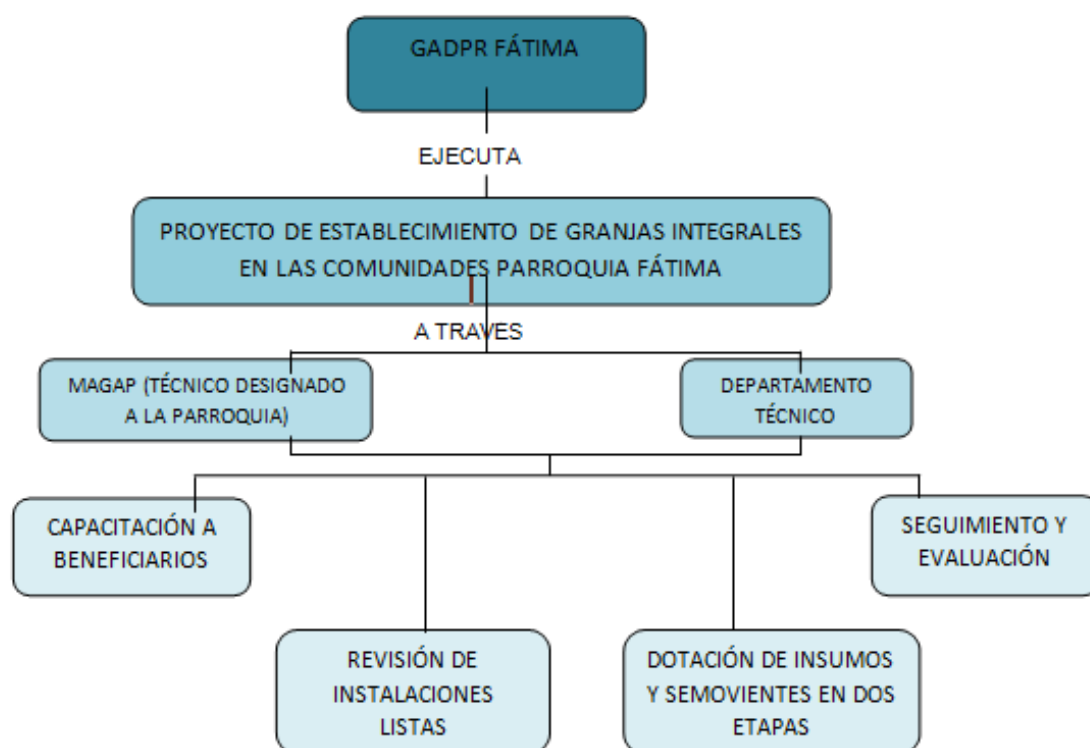 GADPR FÁTIMA
EJECUTA
PROYECTO DE ESTABLECIMIENTO DE GRANJAS INTEGRALES
EN LAS COMUNIDADES PARROQUIA FÁTIMA
A TRAVES
MAGAP (TÉCNICO DESIGNADO
A LA PARROQUIA)
DEPARTAMENTO
TÉCNICO
CAPACITACIÓN A
BENEFICIARIOS
SEGUIMIENTO Y
EVALUACIÓN
REVISIÓN DE
INSTALACIONES
LISTAS
DOTACIÓN DE INSUMOS
Y SEMOVIENTES EN DOS
ETAPAS